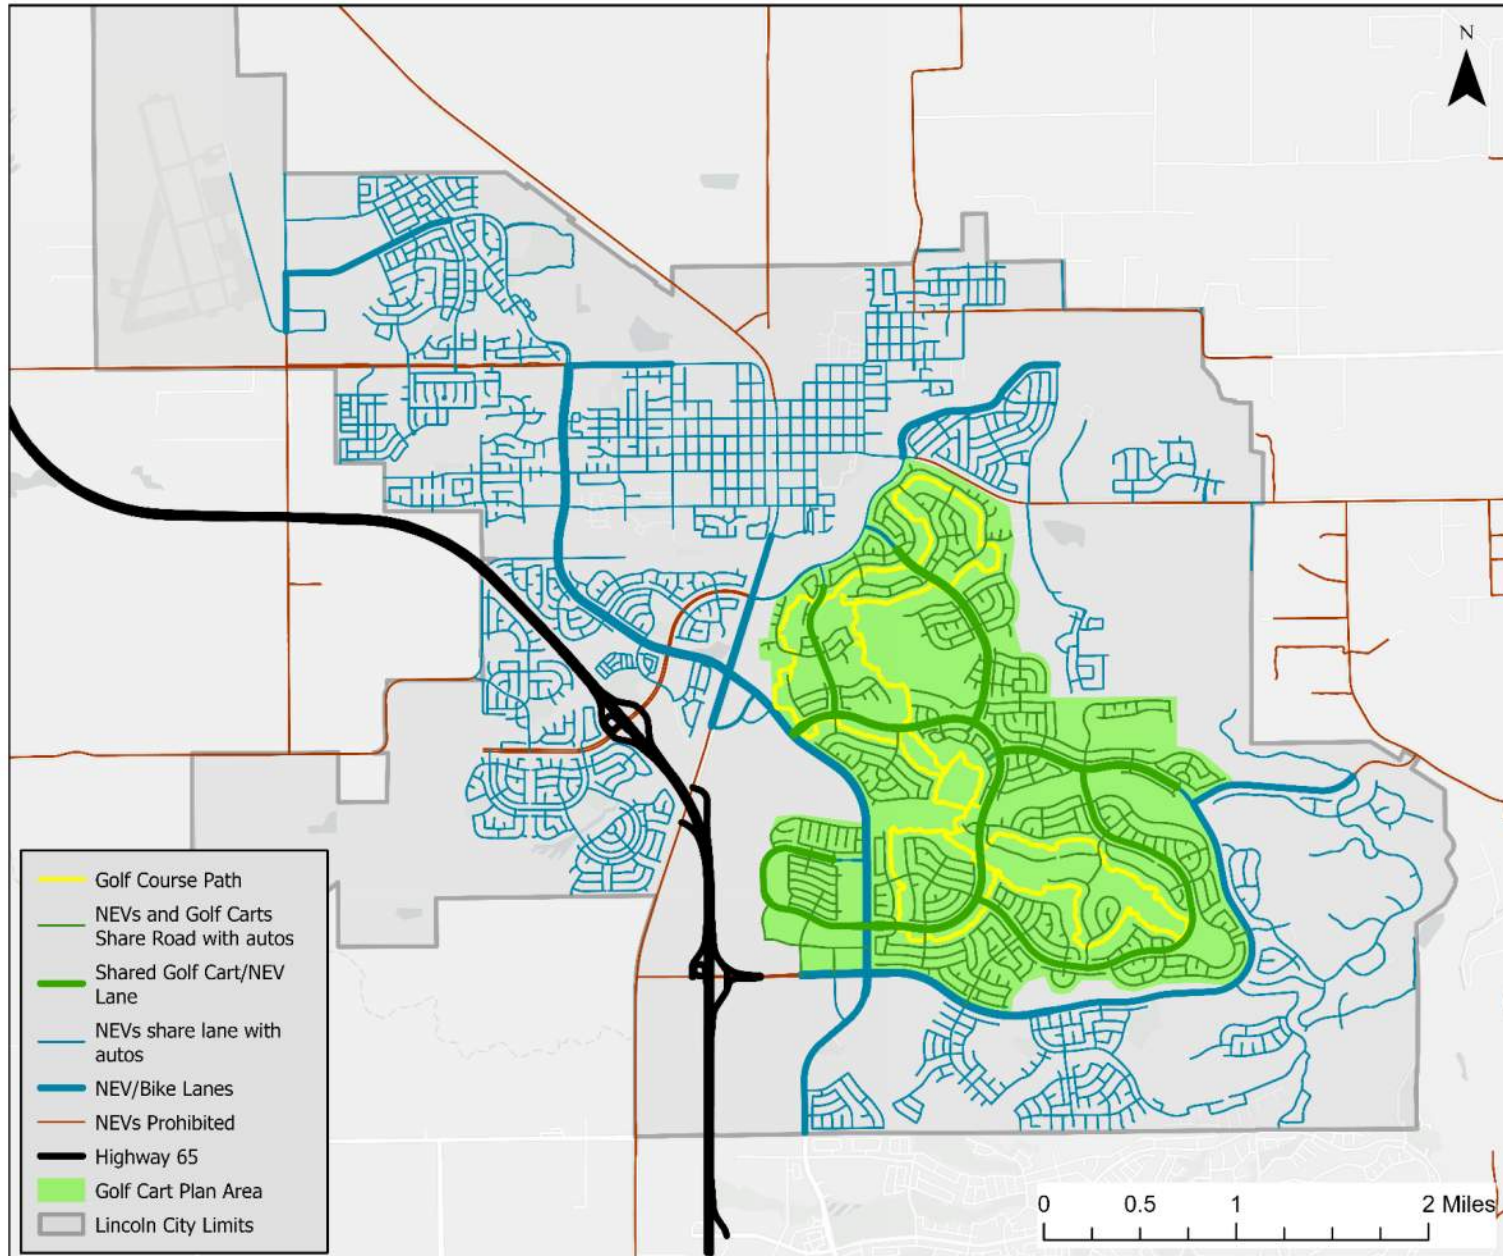 N
Golf Course Path
NEVs and Golf Carts
Share Road with autos
Shared Golf Cart/NEV
Lane
NEVs share lane with
autos
NEV/Bike Lanes
NEVs Prohibited
Highway 65
Golf Cart Plan Area
Lincoln City Limits
0 0.5 1 2 Miles